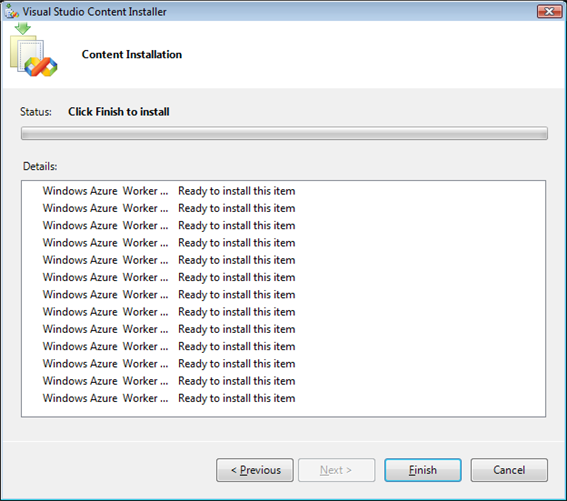 Visual Studio Content Installer
Content Installation
Status: Click Finish to install
Details:
Windows Azure Worker ... Ready to install this item
Windows Azure Worker ... Ready to install this item
Windows Azure Worker ... Ready to install this item
Windows Azure Worker ... Ready to install this item
Windows Azure Worker ... Ready to install this item
Windows Azure Worker ... Ready to install this item
Windows Azure Worker ... Ready to install this item
Windows Azure Worker ... Ready to install this item
Windows Azure Worker ... Ready to install this item
Windows Azure Worker ... Ready to install this item
Windows Azure Worker ... Ready to install this item
Windows Azure Worker ... Ready to install this item
Windows Azure Worker ... Ready to install this item
< Previous Next > Finish Cancel